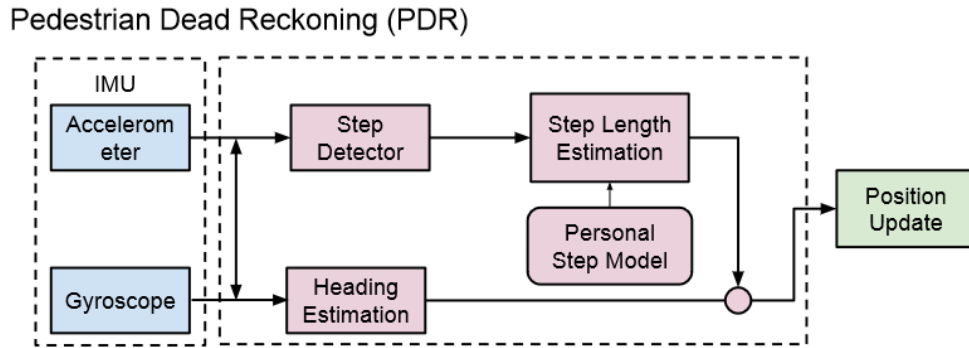 Pedestrian Dead Reckoning (PDR)
IMU
Accelerom
eter
Step
Detector
Step Length
Estimation
Position
Update
Personal
Step Model
Gyroscope
Heading
Estimation